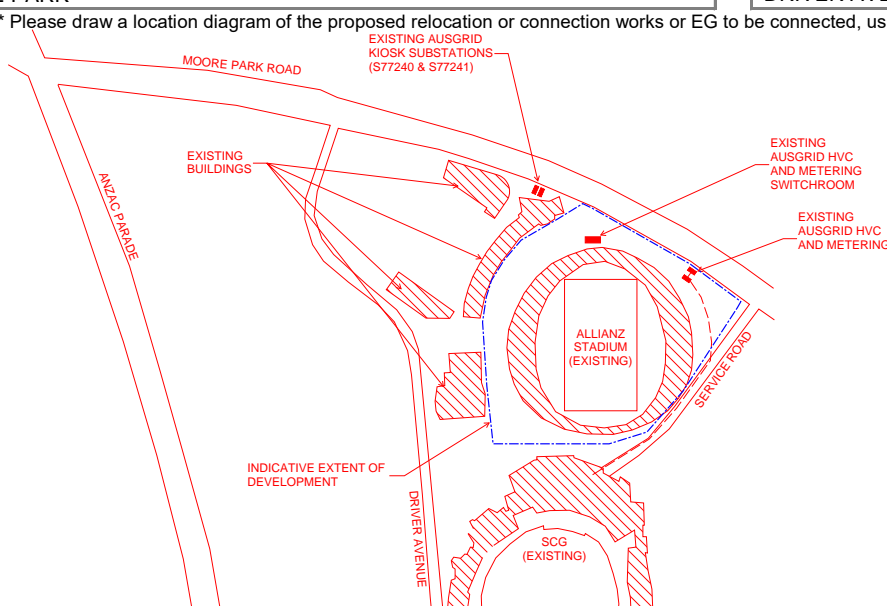 * Please draw a location diagram of the proposed relocation or connection works or EG to be connected, us
EXISTING AUSGRID
KIOSK SUBSTATIONS
(S77240 & S77241)
MOORE PARK ROAD
EXISTING
BUILDINGS
ANZAC PARADE
EXISTING
AUSGRID HVC
AND METERING
SWITCHROOM
EXISTING
AUSGRID HVC
AND METERING
ALLIANZ
STADIUM
(EXISTING)
SERVICE ROAD
INDICATIVE EXTENT OF
DEVELOPMENT
DRIVER AVENUE
SCG
(EXISTING)